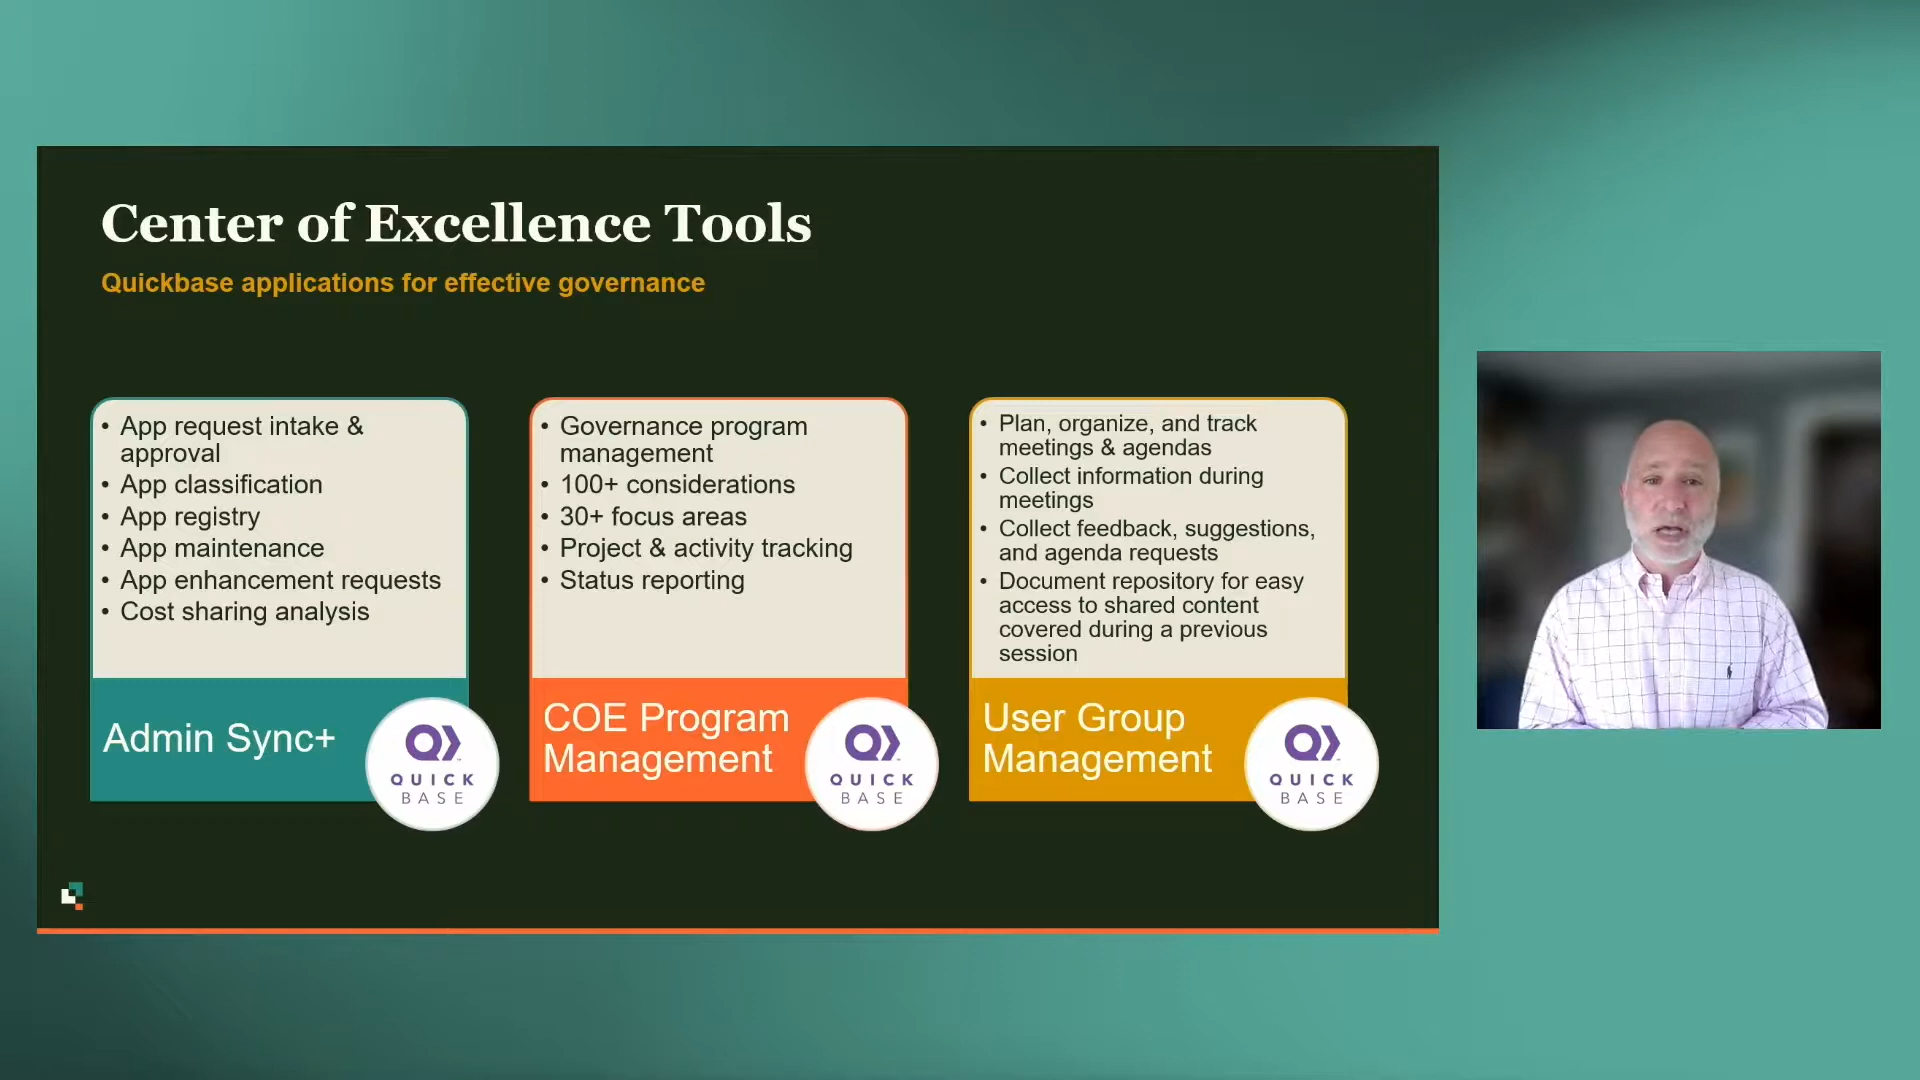 Center of Excellence Tools
Quickbase applications for effective governance
• App request intake &
approval
• App classification
• App registry
• App maintenance
• App enhancement requests
• Cost sharing analysis
Admin Sync+
QUICK
BASE
• Governance program
management
• 100+ considerations
• 30+ focus areas
• Project & activity tracking
• Status reporting
COE Program
Management
QUICK
BASE
• Plan, organize, and track
meetings & agendas
• Collect information during
meetings
• Collect feedback, suggestions,
and agenda requests
• Document repository for easy
access to shared content
covered during a previous
session
User Group
Management
QUICK
BASE